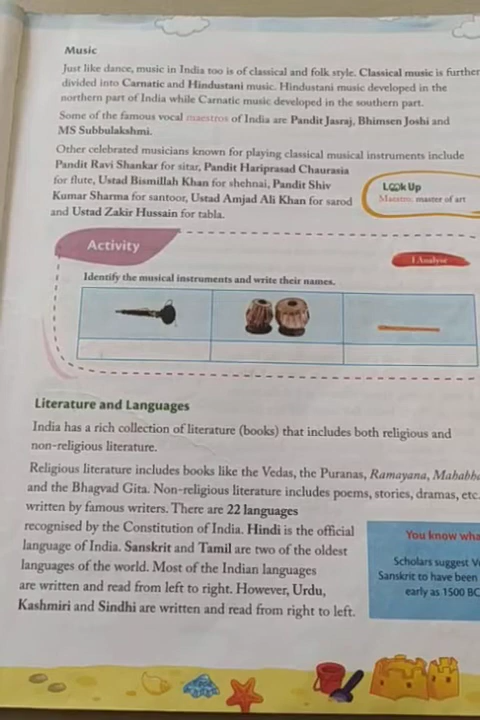 Music
Just like dance, music in India too is of classical and folk style. Classical music is further
divided into Carnatic and Hindustani music. Hindustani music developed in the
northern part of India while Carnatic music developed in the southern part.
Some of the famous vocal maestros of India are Pandit Jasraj, Bhimsen Joshi and
MS Subbulakshmi.
Other celebrated musicians known for playing classical musical instruments include
Pandit Ravi Shankar for sitar, Pandit Hariprasad Chaurasia
for flute, Ustad Bismillah Khan for shehnai, Pandit Shiv
Kumar Sharma for santoor, Ustad Amjad Ali Khan for sarod
and Ustad Zakir Hussain for tabla.
Look Up
Maestro: master of art
Activity
I Analyse
Identify the musical instruments and write their names.
Literature and Languages
India has a rich collection of literature (books) that includes both religious and
non-religious literature.
Religious literature includes books like the Vedas, the Puranas, Ramayana, Mahabha
and the Bhagvad Gita. Non-religious literature includes poems, stories, dramas, etc.
written by famous writers. There are 22 languages
recognised by the Constitution of India. Hindi is the official
language of India. Sanskrit and Tamil are two of the oldest
languages of the world. Most of the Indian languages
are written and read from left to right. However, Urdu,
Kashmiri and Sindhi are written and read from right to left.
You know wha
Scholars suggest V
Sanskrit to have been
early as 1500 BC